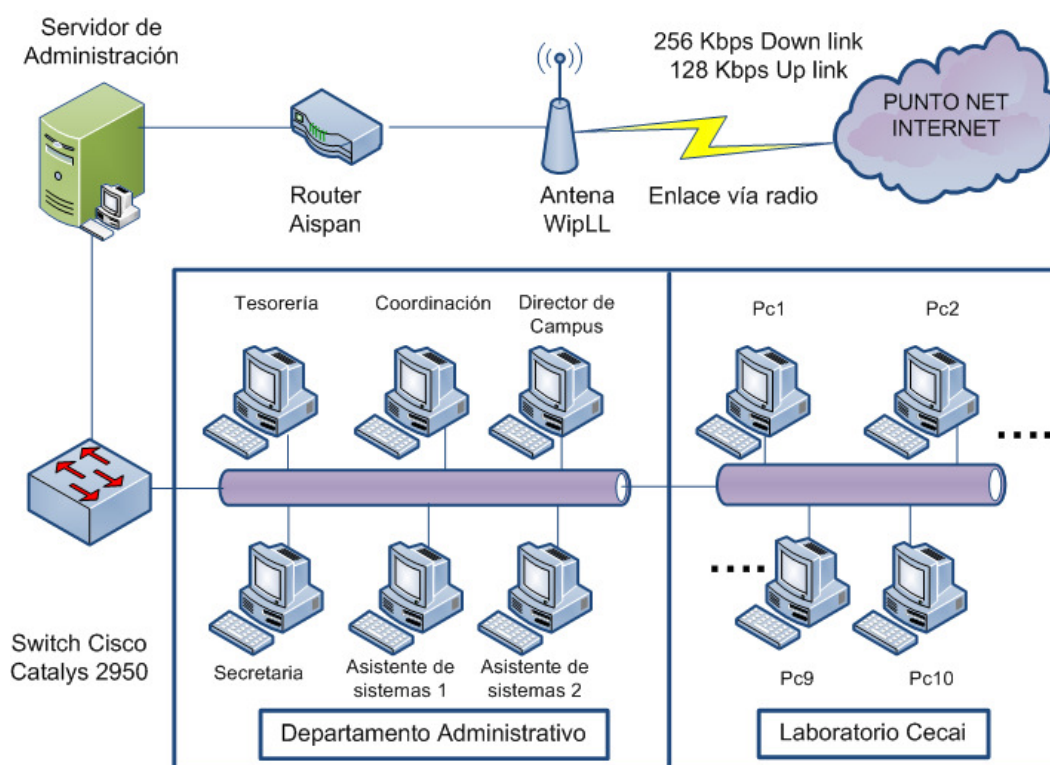 Servidor de
Administración
256 Kbps Down link
128 Kbps Up link
PUNTO NET
INTERNET
Router
Aispan
Antena
WipLL
Enlace vía radio
Tesorería
Coordinación
Director de
Campus
Pc1
Pc2
Switch Cisco
Catalys 2950
Secretaria
Asistente de
sistemas 1
Asistente de
sistemas 2
Pc9
Pc10
Departamento Administrativo
Laboratorio Cecai